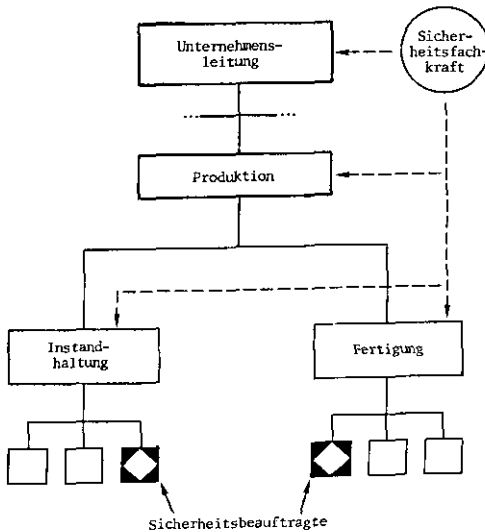 Unternehmens-
leitung
Sicher-
heitsfach-
kraft
Produktion
Instand-
haltung
Fertigung
Sicherheitsbeauftragte